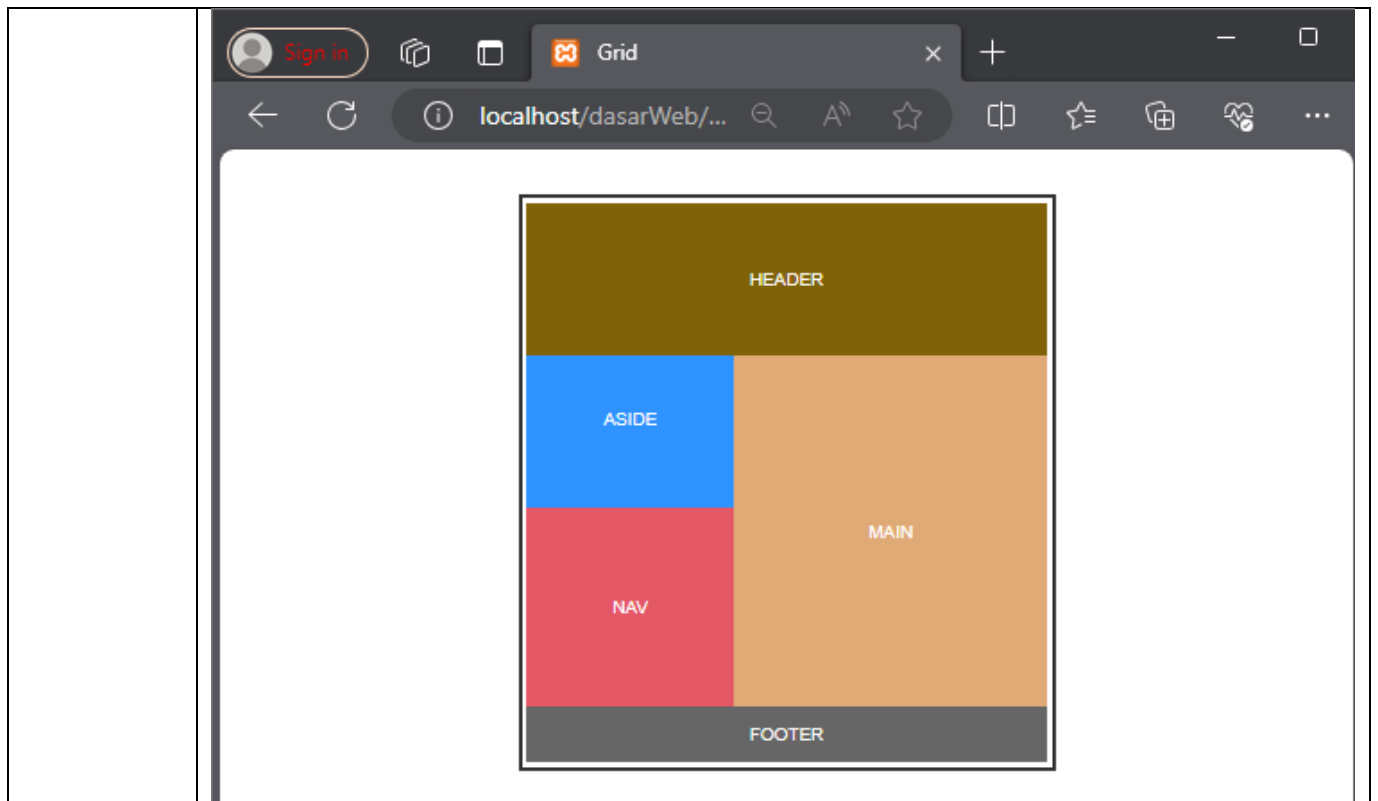 Sign in
Grid
localhost/dasarWeb/...
HEADER
ASIDE
MAIN
NAV
FOOTER